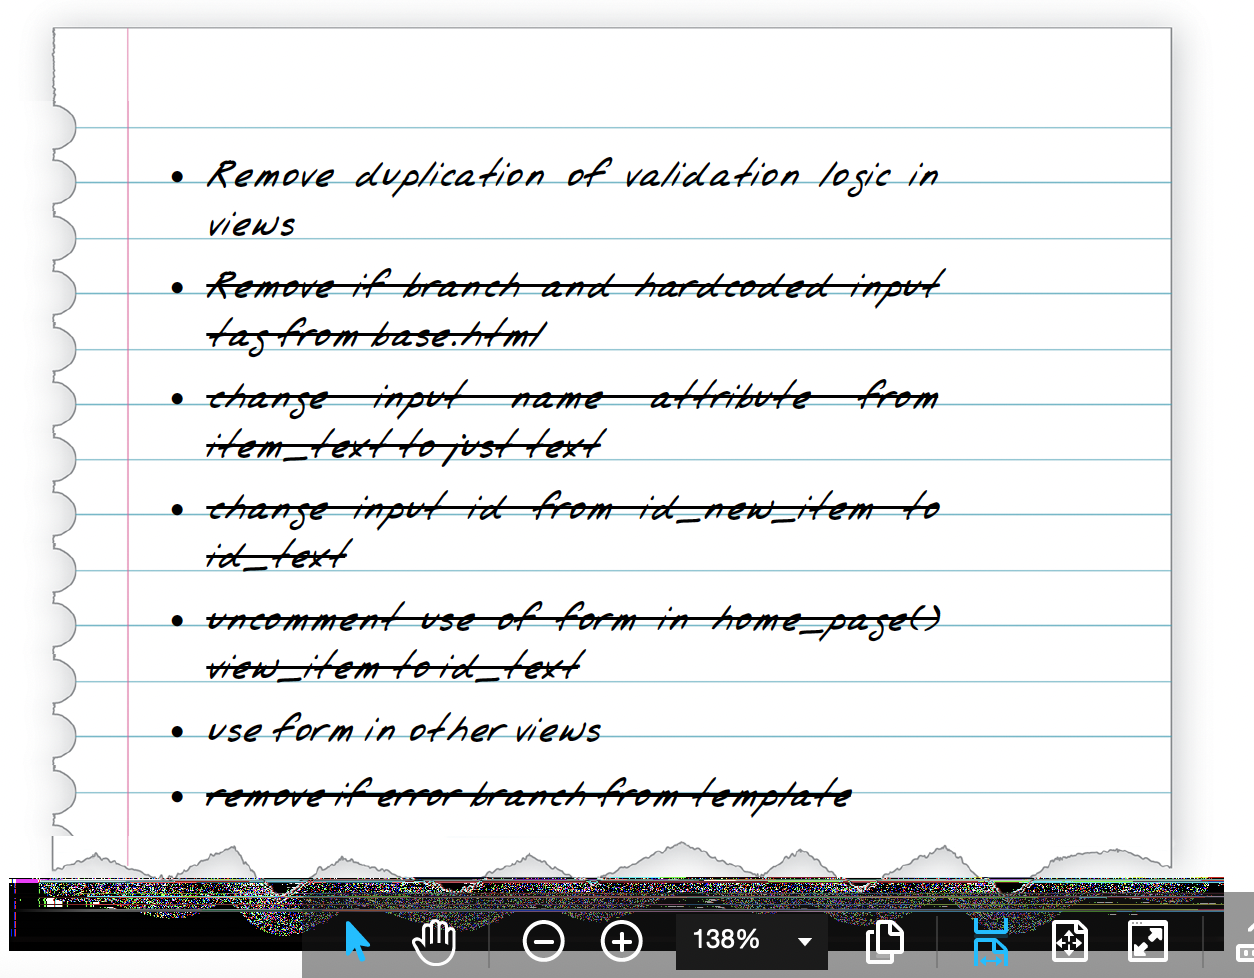 • Remove duplication of validation logic in
views
• Remove if branch and hardcoded input
tag from base.html
• change input name attribute from
item_text to just text
• change input id from id_new_item to
id_text
• uncomment use of form in home_page()
view_item to id_text
• use form in other views
• remove if error branch from template
138%